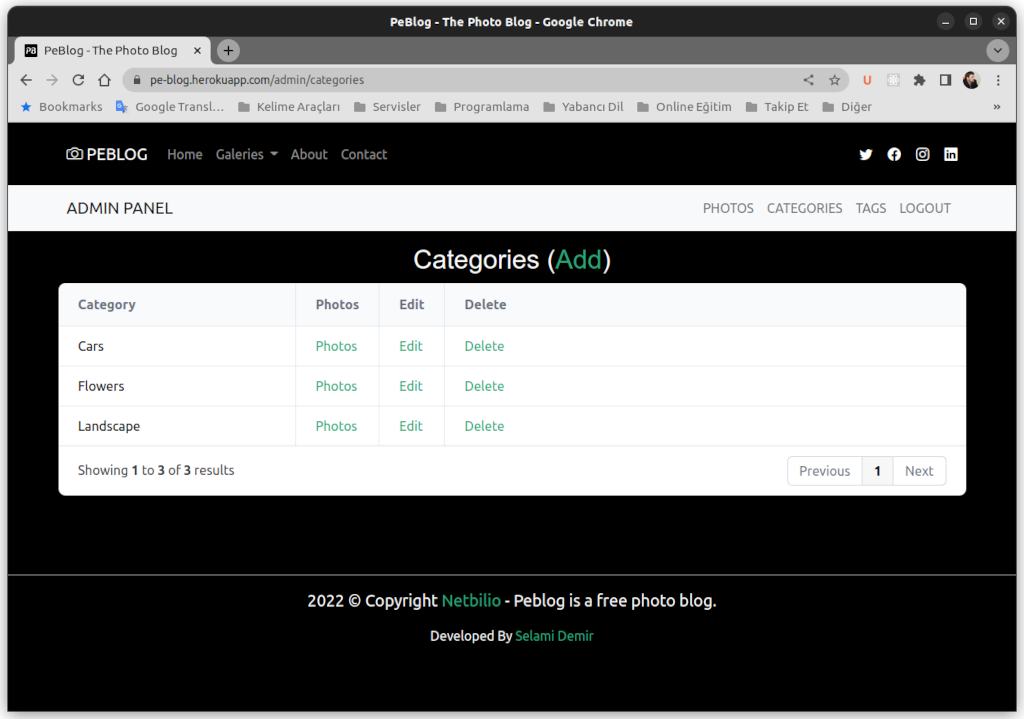 PeBlog - The Photo Blog - Google Chrome
PB PeBlog - The Photo Blog
pe-blog.herokuapp.com/admin/categories
Bookmarks Google Transl... Kelime Araçları Servisler Programlama Yabancı Dil Online Eğitim Takip Et Diğer »
PEBLOG Home Galeries About Contact
ADMIN PANEL PHOTOS CATEGORIES TAGS LOGOUT
Categories (Add)
Category Photos Edit Delete
Cars Photos Edit Delete
Flowers Photos Edit Delete
Landscape Photos Edit Delete
Showing 1 to 3 of 3 results Previous 1 Next
2022 © Copyright Netbilio - Peblog is a free photo blog.
Developed By Selami Demir